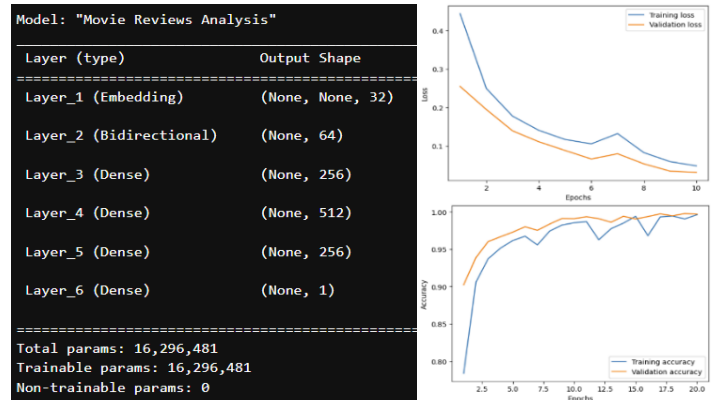 Model: "Movie Reviews Analysis"
Layer (type) Output Shape
Layer_1 (Embedding) (None, None, 32)
Layer_2 (Bidirectional) (None, 64)
Layer_3 (Dense) (None, 256)
Layer_4 (Dense) (None, 512)
Layer_5 (Dense) (None, 256)
Layer_6 (Dense) (None, 1)
Total params: 16,296,481
Trainable params: 16,296,481
Non-trainable params: 0
Training loss
Validation loss
0.4
0.3
0.2
0.1
Loss
2 4 6 8 10
Epochs
1.00
0.95
0.90
0.85
0.80
Accuracy
Training accuracy
Validation accuracy
2.5 5.0 7.5 10.0 12.5 15.0 17.5 20.0
Epochs